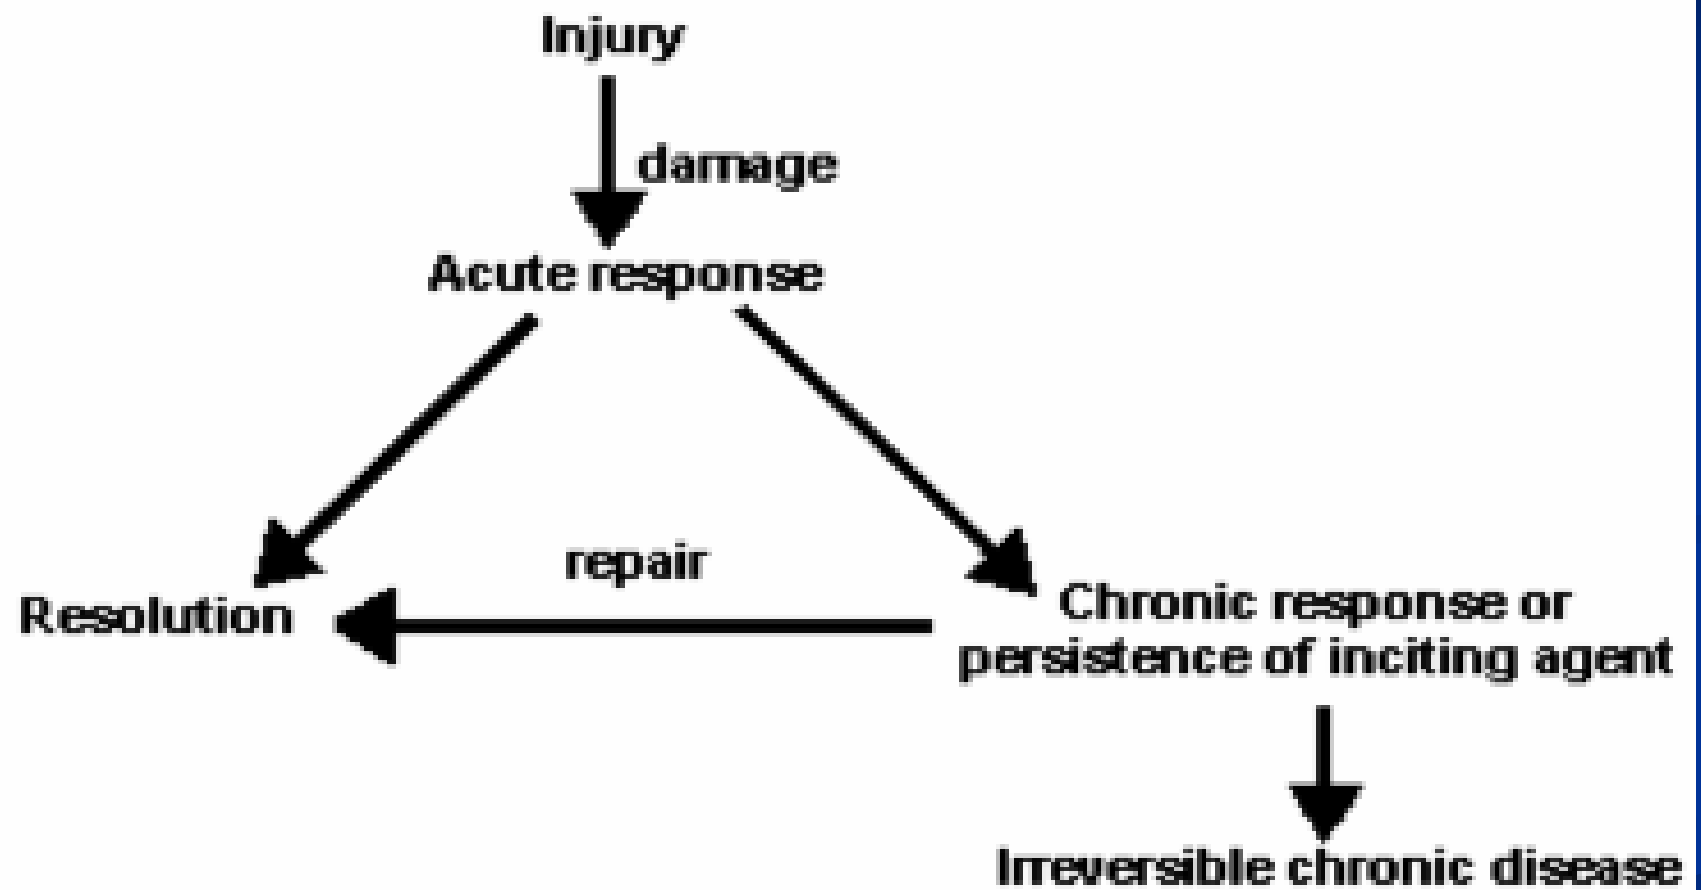 Injury
damage
Acute response
repair
Resolution
Chronic response or
persistence of inciting agent
Irreversible chronic disease